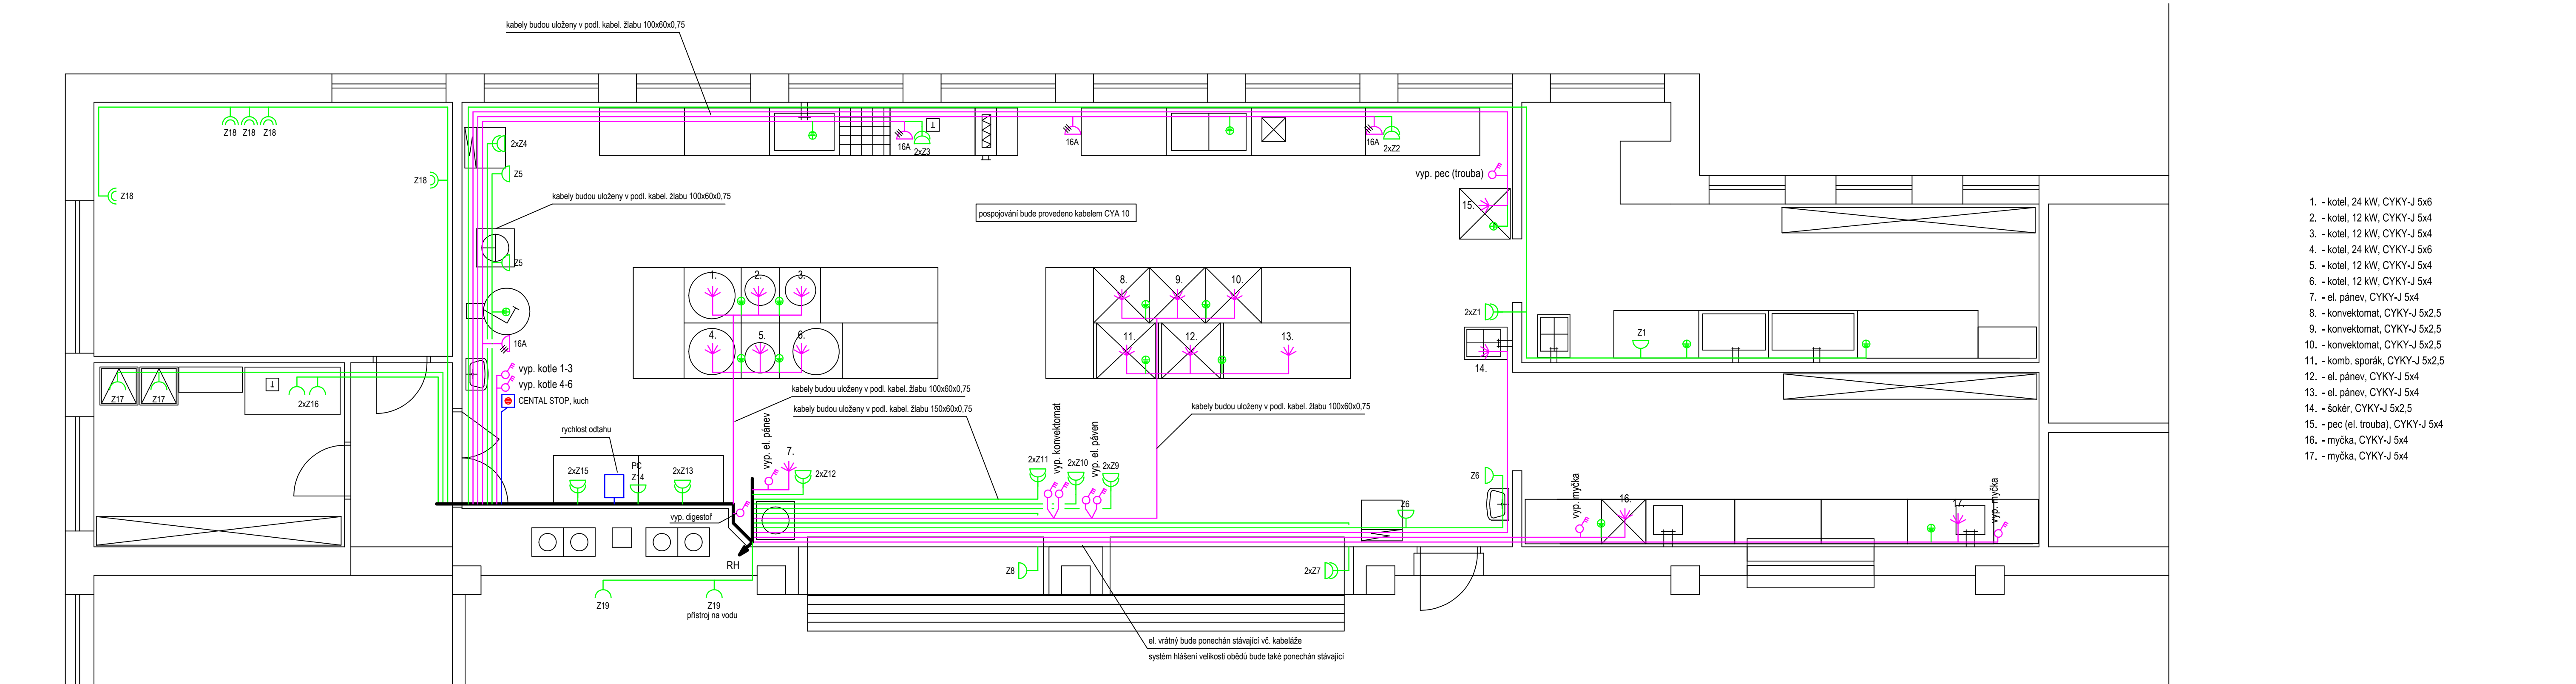 kabely budou uloženy v podl. kabel. žlabu 100x60x0,75
Z18
Z18
Z18
Z18
Z18
2xZ4
Z5
kabely budou uloženy v podl. kabel. žlabu 100x60x0,75
Z5
16A
2xZ3
16A
16A
2xZ2
vyp. pec (trouba)
15.
pospojování bude provedeno kabelem CYA 10
1.
2.
3.
4.
5.
6.
8.
9.
10.
11.
12.
13.
2xZ1
14.
Z1
16A
vyp. kotle 1-3
vyp. kotle 4-6
CENTAL STOP, kuch
Z17
Z17
2xZ16
rychlost odtahu
kabely budou uloženy v podl. kabel. žlabu 100x60x0,75
kabely budou uloženy v podl. kabel. žlabu 150x60x0,75
kabely budou uloženy v podl. kabel. žlabu 100x60x0,75
2xZ15
PC
Z14
2xZ13
vyp. el. pánev
7.
2xZ12
2xZ11
vyp. konvektomat
2xZ10
vyp. el. páven
2xZ9
Z6
Z6
vyp. myčka
16.
17.
vyp. myčka
vyp. digestoř
RH
Z8
2xZ7
Z19
Z19
přístroj na vodu
el. vrátný bude ponechán stávající vč. kabeláže
systém hlášení velikosti obědů bude také ponechán stávající
1. - kotel, 24 kW, CYKY-J 5x6
2. - kotel, 12 kW, CYKY-J 5x4
3. - kotel, 12 kW, CYKY-J 5x4
4. - kotel, 24 kW, CYKY-J 5x6
5. - kotel, 12 kW, CYKY-J 5x4
6. - kotel, 12 kW, CYKY-J 5x4
7. - el. pánev, CYKY-J 5x4
8. - konvektomat, CYKY-J 5x2,5
9. - konvektomat, CYKY-J 5x2,5
10. - konvektomat, CYKY-J 5x2,5
11. - komb. sporák, CYKY-J 5x2,5
12. - el. pánev, CYKY-J 5x4
13. - el. pánev, CYKY-J 5x4
14. - šokér, CYKY-J 5x2,5
15. - pec (el. trouba), CYKY-J 5x4
16. - myčka, CYKY-J 5x4
17. - myčka, CYKY-J 5x4